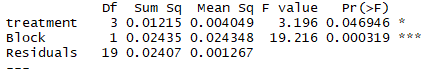 Df Sum Sq Mean Sq F value Pr(>F)
treatment 3 0.01215 0.004049 3.196 0.046946 *
Block 1 0.02435 0.024348 19.216 0.000319 ***
Residuals 19 0.02407 0.001267
---